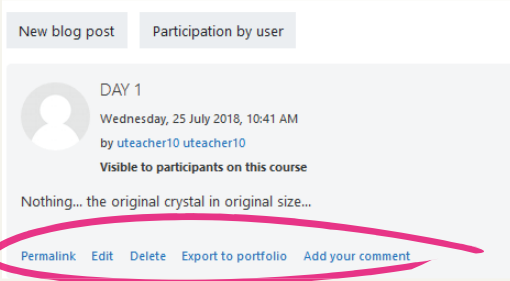 New blog post Participation by user
DAY 1
Wednesday, 25 July 2018, 10:41 AM
by uteacher10 uteacher10
Visible to participants on this course
Nothing... the original crystal in original size...
Permalink Edit Delete Export to portfolio Add your comment